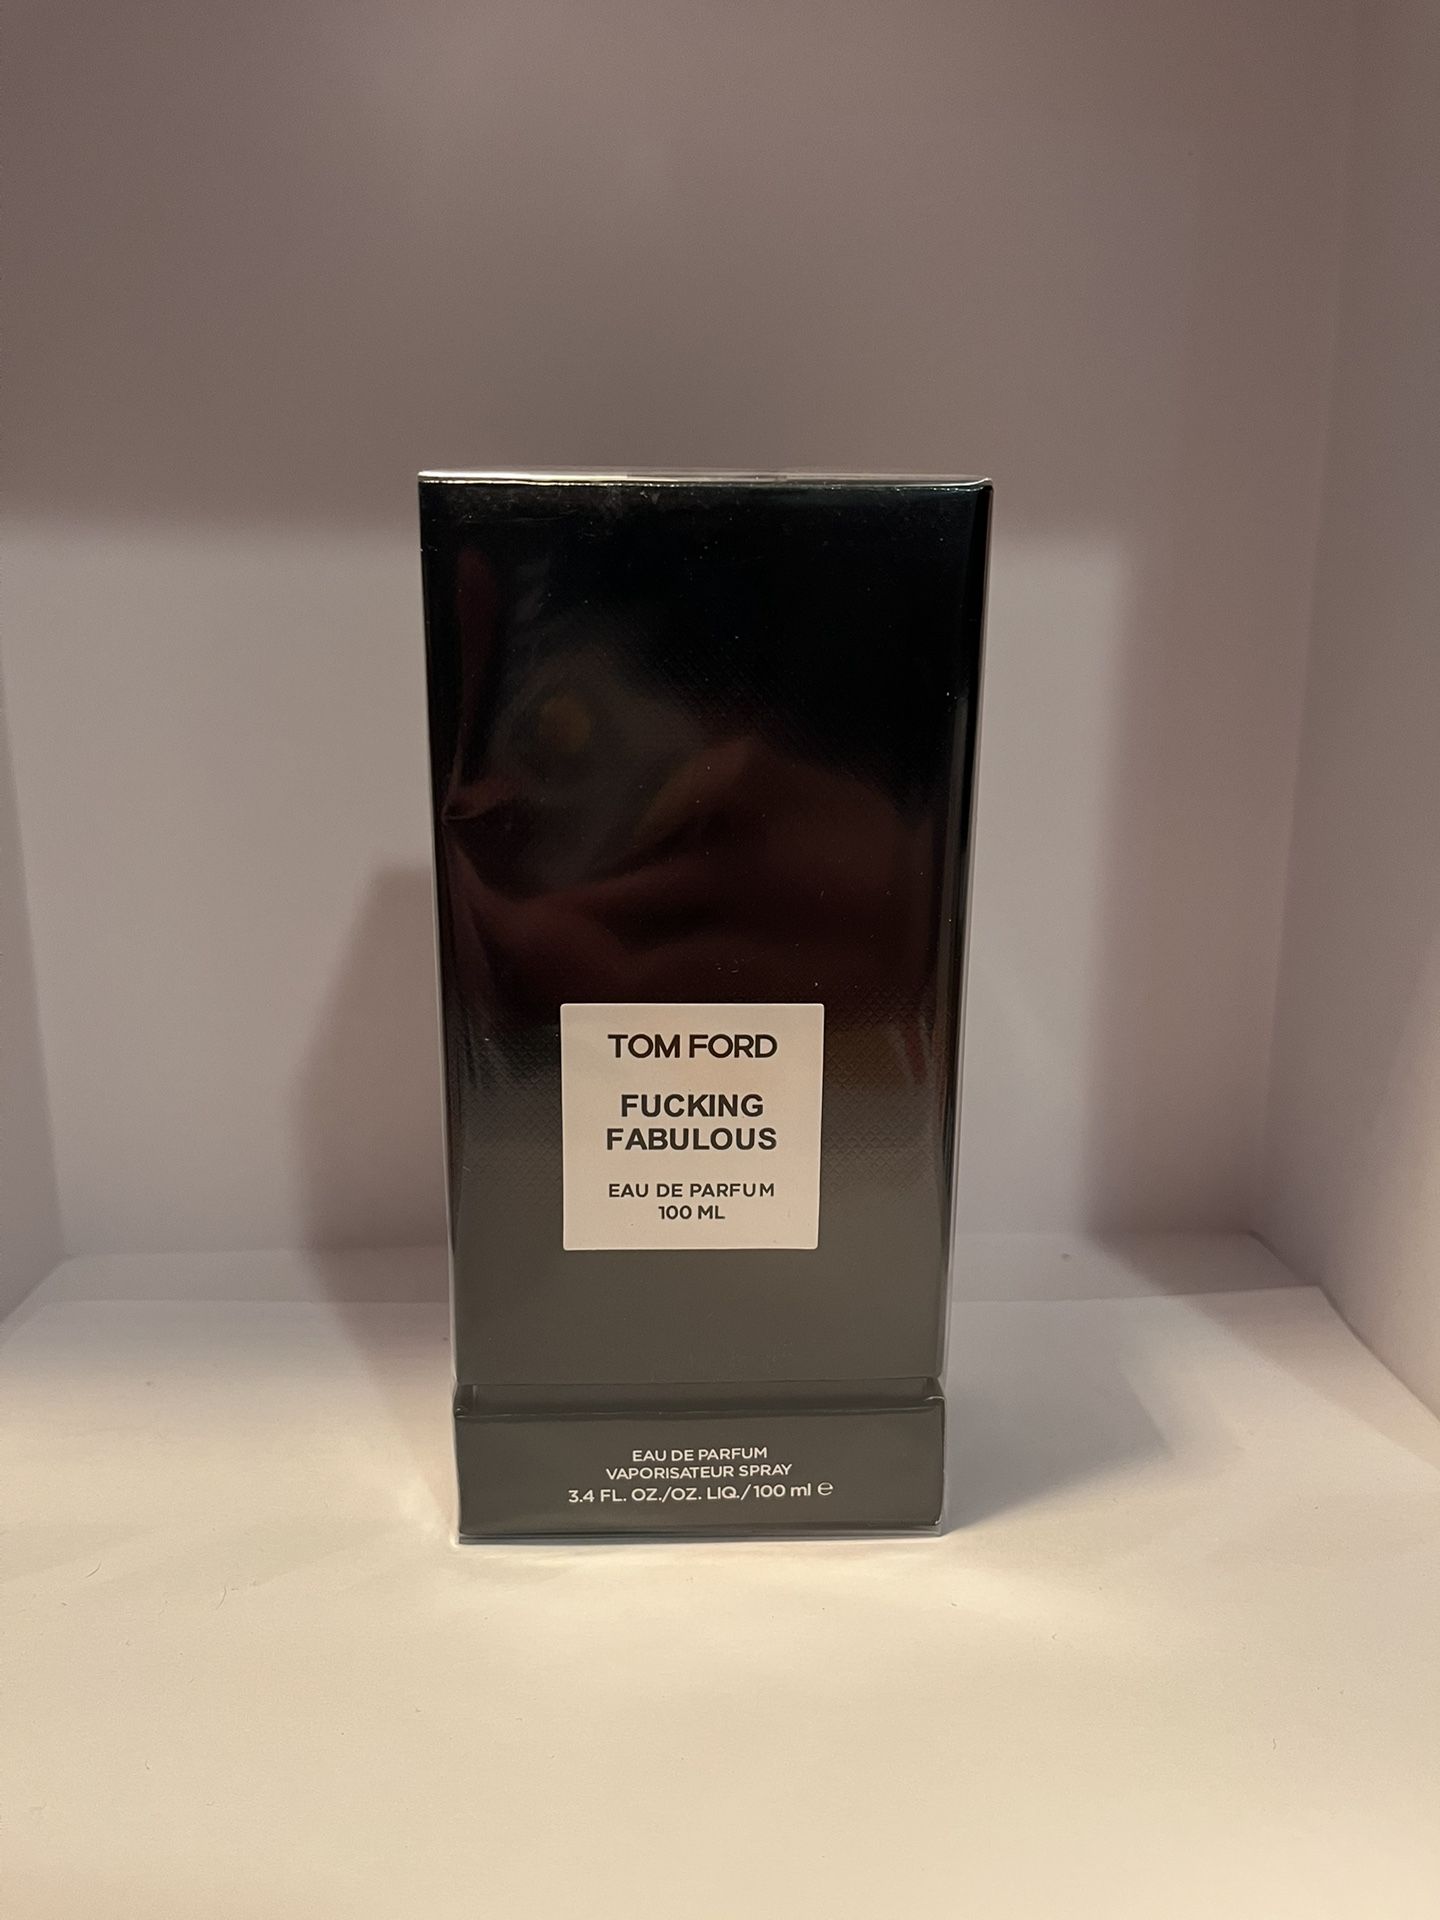 TOM FORD
FUCKING
FABULOUS
EAU DE PARFUM
100 ML
EAU DE PARFUM
VAPORISATEUR SPRAY
3.4 FL. OZ./OZ. LIQ./100 ml ℮